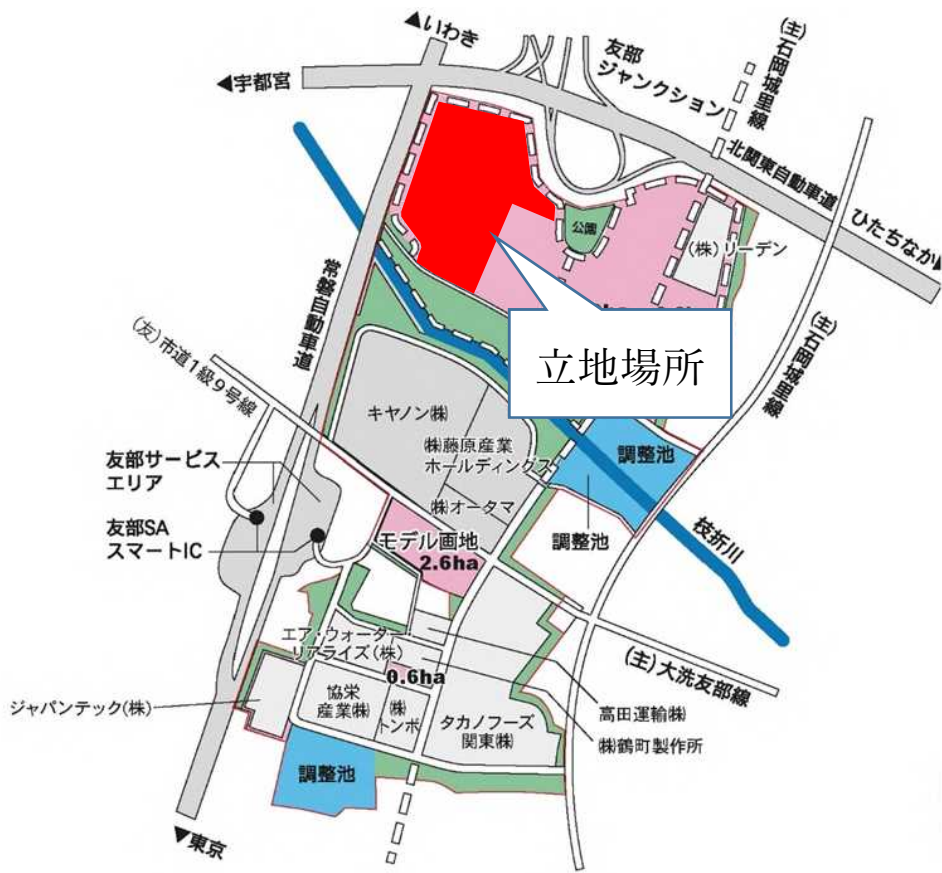 ▲いわき
◀宇都宮
友部
ジャンクション
(主)石岡城里線
北関東自動車道
ひたちなか▶
公園
(株)リーデン
常磐自動車道
立地場所
(主)石岡城里線
(友)市道1級9号線
キヤノン(株)
(株)藤原産業
ホールディングス
(株)オータマ
調整池
調整池
枝折川
友部サービス
エリア
友部SA
スマートIC
モデル画地
2.6ha
エア・ウォーター・
リアライズ(株)
0.6ha
(主)大洗友部線
ジャパンテック(株)
協栄
産業(株)
(株)
トンボ
タカノフーズ
関東(株)
高田運輸(株)
(株)鶴町製作所
調整池
▼東京